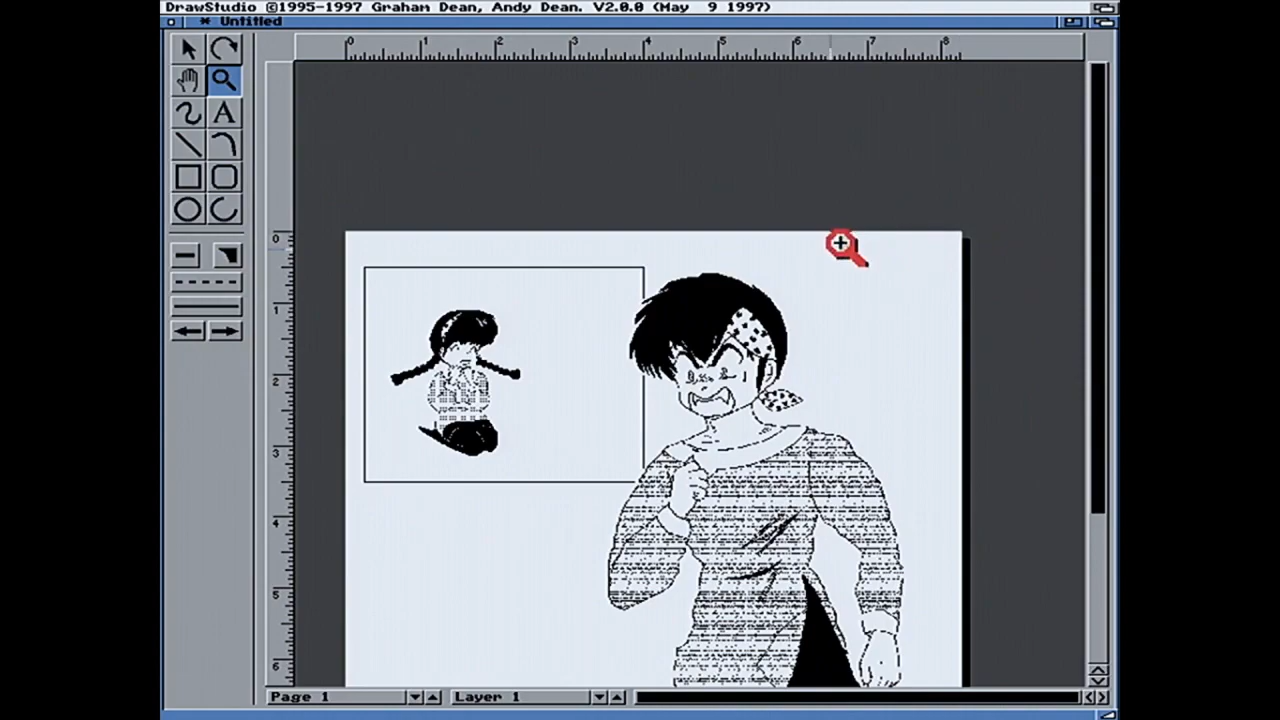 DrawStudio ©1995-1997 Graham Dean, Andy Dean. V2.0.0 (May  9 1997)
* Untitled
A
0 1 2 3 4 5 6 7 8
0
1
2
3
4
5
6
Page 1 Layer 1